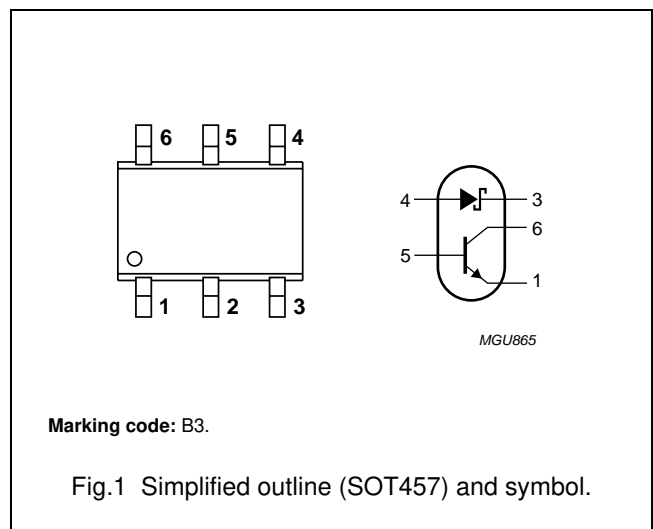 6 5 4
1 2 3
4 3
6
5
1
MGU865
Marking code: B3.
Fig.1 Simplified outline (SOT457) and symbol.